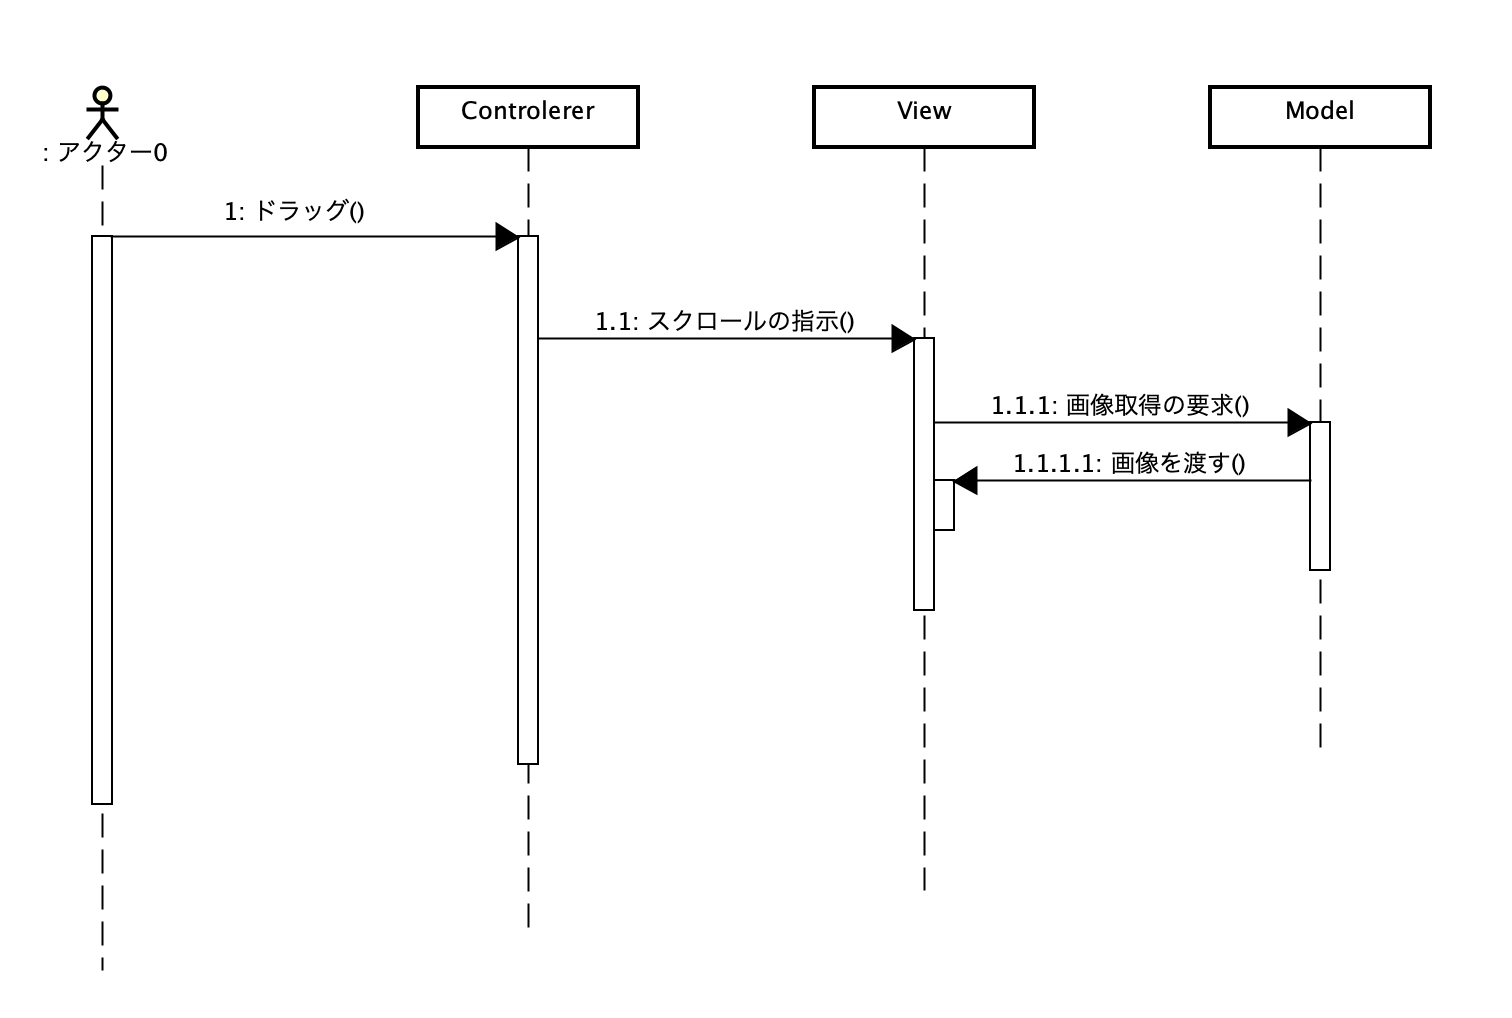 : アクター0
Controlerer
View
Model
1: ドラッグ()
1.1: スクロールの指示()
1.1.1: 画像取得の要求()
1.1.1.1: 画像を渡す()